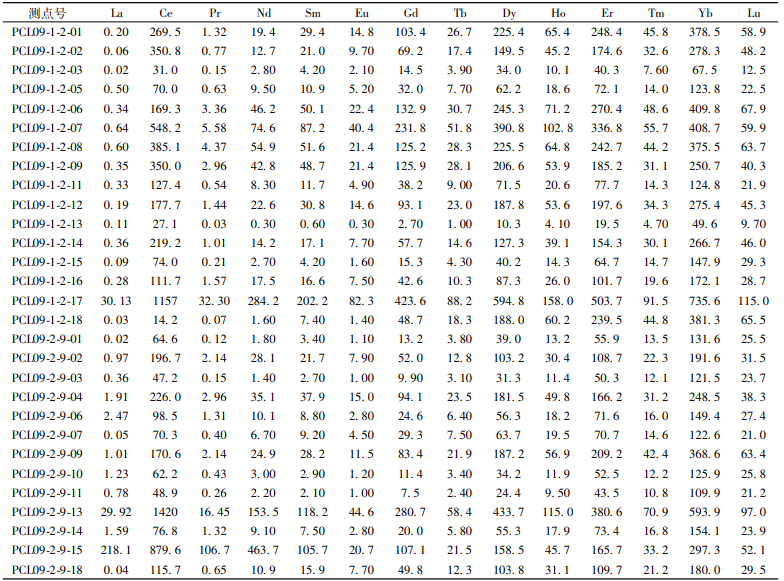 测点号 La Ce Pr Nd Sm Eu Gd Tb Dy Ho Er Tm Yb Lu
PCL09-1-2-01 0.20 269.5 1.32 19.4 29.4 14.8 103.4 26.7 225.4 65.4 248.4 45.8 378.5 58.9
PCL09-1-2-02 0.06 350.8 0.77 12.7 21.0 9.70 69.2 17.4 149.5 45.2 174.6 32.6 278.3 48.2
PCL09-1-2-03 0.02 31.0 0.15 2.80 4.20 2.10 14.5 3.90 34.0 10.1 40.3 7.60 67.5 12.5
PCL09-1-2-05 0.50 70.0 0.63 9.50 10.9 5.20 32.0 7.70 62.2 18.6 72.1 14.0 123.8 22.5
PCL09-1-2-06 0.34 169.3 3.36 46.2 50.1 22.4 132.9 30.7 245.3 71.2 270.4 48.6 409.8 67.9
PCL09-1-2-07 0.64 548.2 5.58 74.6 87.2 40.4 231.8 51.8 390.8 102.8 336.8 55.7 408.7 59.9
PCL09-1-2-08 0.60 385.1 4.37 54.9 51.6 21.4 125.2 28.3 225.5 64.8 242.7 44.2 375.5 63.7
PCL09-1-2-09 0.35 350.0 2.96 42.8 48.7 21.4 125.9 28.1 206.6 53.9 185.2 31.1 250.7 40.3
PCL09-1-2-11 0.33 127.4 0.54 8.30 11.7 4.90 38.2 9.00 71.5 20.6 77.7 14.3 124.8 21.9
PCL09-1-2-12 0.19 177.7 1.44 22.6 30.8 14.6 93.1 23.0 187.8 53.6 197.6 34.3 275.4 45.3
PCL09-1-2-13 0.11 27.1 0.03 0.30 0.60 0.30 2.70 1.00 10.3 4.10 19.5 4.70 49.6 9.70
PCL09-1-2-14 0.36 219.2 1.01 14.2 17.1 7.70 57.7 14.6 127.3 39.1 154.3 30.1 266.7 46.0
PCL09-1-2-15 0.09 74.0 0.21 2.70 4.20 1.60 15.3 4.30 40.2 14.3 64.7 14.7 147.9 29.3
PCL09-1-2-16 0.28 111.7 1.57 17.5 16.6 7.50 42.6 10.3 87.3 26.0 101.7 19.6 172.1 28.7
PCL09-1-2-17 30.13 1157 32.30 284.2 202.2 82.3 423.6 88.2 594.8 158.0 503.7 91.5 735.6 115.0
PCL09-1-2-18 0.03 14.2 0.07 1.60 7.40 1.40 48.7 18.3 188.0 60.2 239.5 44.8 381.3 65.5
PCL09-2-9-01 0.02 64.6 0.12 1.80 3.40 1.10 13.2 3.80 39.0 13.2 55.9 13.5 131.6 25.5
PCL09-2-9-02 0.97 196.7 2.14 28.1 21.7 7.90 52.0 12.8 103.2 30.4 108.7 22.3 191.6 31.5
PCL09-2-9-03 0.36 47.2 0.15 1.40 2.70 1.00 9.90 3.10 31.3 11.4 50.3 12.1 121.5 23.7
PCL09-2-9-04 1.91 226.0 2.96 35.1 37.9 15.0 94.1 23.5 181.5 49.8 166.2 31.2 248.5 38.3
PCL09-2-9-06 2.47 98.5 1.31 10.1 8.80 2.80 24.6 6.40 56.3 18.2 71.6 16.0 149.4 27.4
PCL09-2-9-07 0.05 70.3 0.40 6.70 9.20 4.50 29.3 7.50 63.7 19.5 70.7 14.6 122.6 21.0
PCL09-2-9-09 1.01 170.6 2.14 24.9 28.2 11.5 83.4 21.9 187.2 56.9 209.2 42.4 368.6 63.4
PCL09-2-9-10 1.23 62.2 0.43 3.00 2.90 1.20 11.4 3.40 34.2 11.9 52.5 12.2 125.9 25.8
PCL09-2-9-11 0.78 48.9 0.26 2.20 2.10 1.00 7.5 2.40 24.4 9.50 43.5 10.8 109.9 21.2
PCL09-2-9-13 29.92 1420 16.45 153.5 118.2 44.6 280.7 58.4 433.7 115.0 380.6 70.9 593.9 97.0
PCL09-2-9-14 1.59 76.8 1.32 9.10 7.50 2.80 20.0 5.80 55.3 17.9 73.4 16.8 154.1 23.9
PCL09-2-9-15 218.1 879.6 106.7 463.7 105.7 20.7 107.1 21.5 158.5 45.7 165.7 33.2 297.3 52.1
PCL09-2-9-18 0.04 115.7 0.65 10.9 15.9 7.70 49.8 12.3 103.8 31.1 109.7 21.2 180.0 29.5